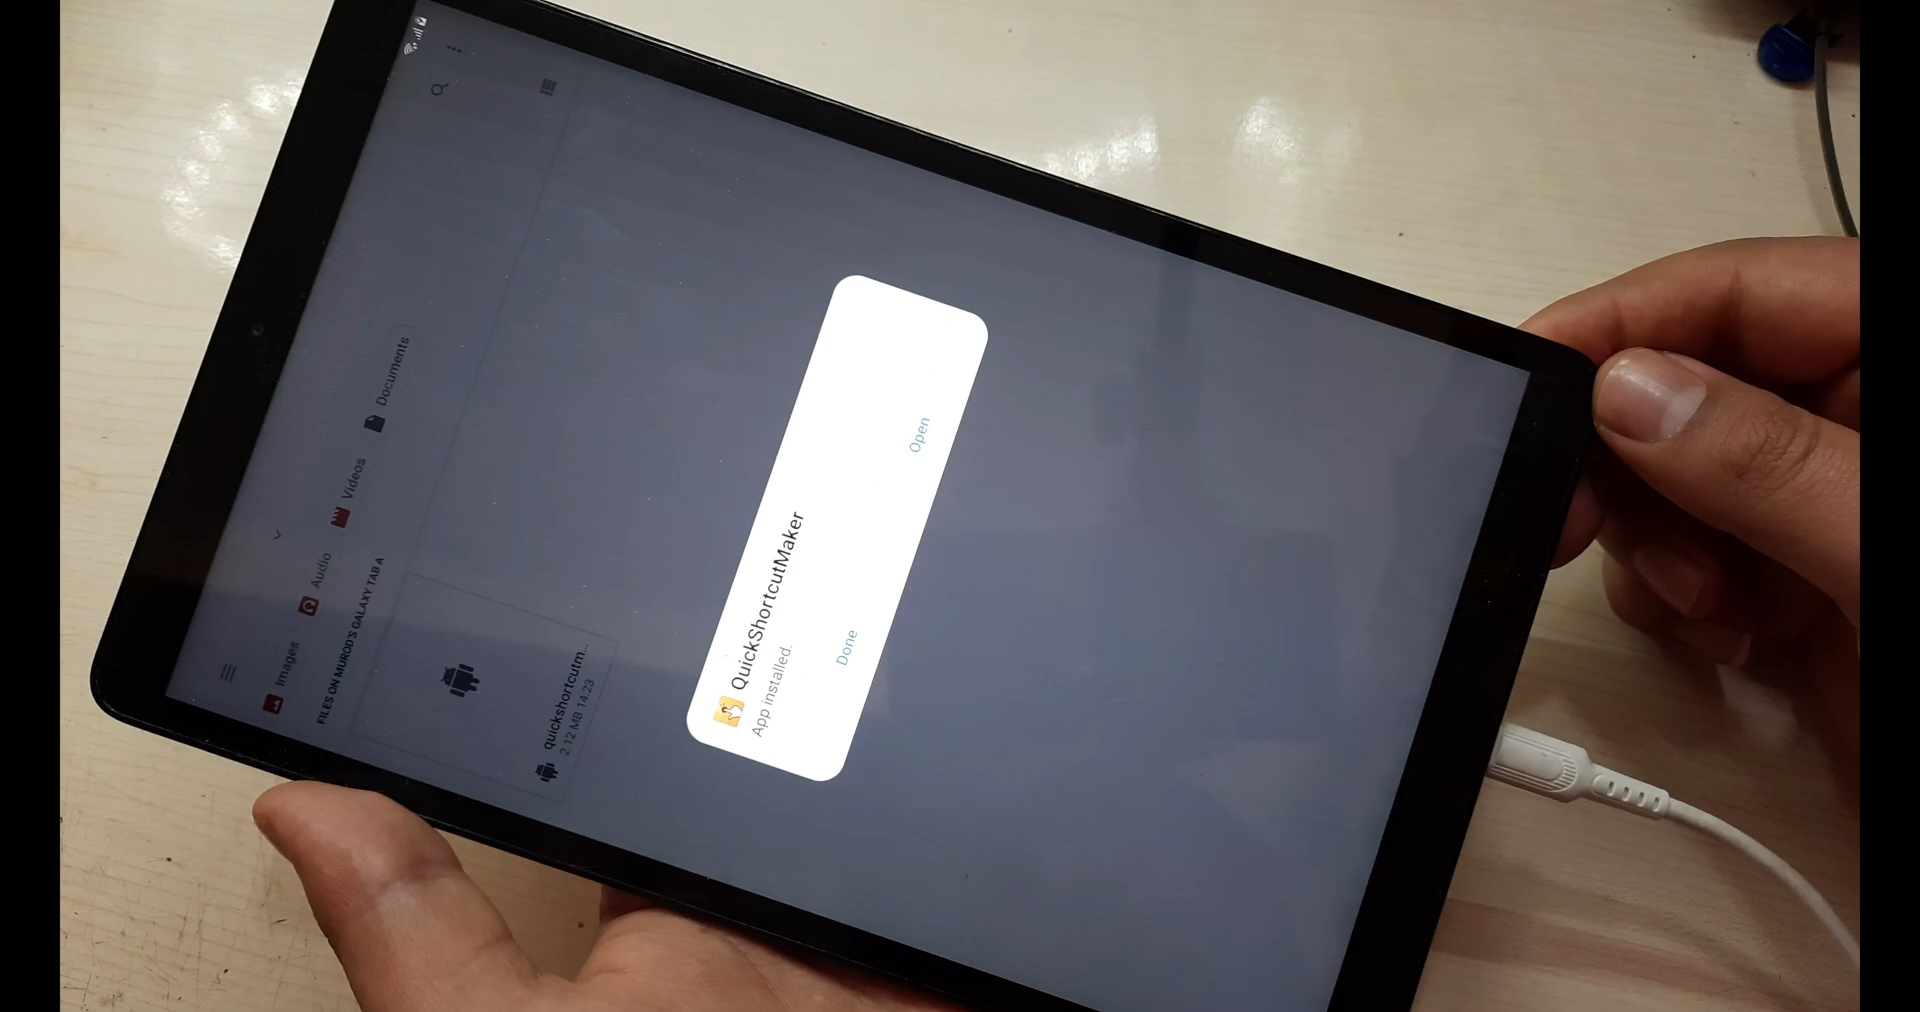 Images
Audio
Videos
Documents
FILES ON MUROD'S GALAXY TAB A
quickshortcutm...
2.12 MB 14:23
QuickShortcutMaker
App installed.
Done
Open